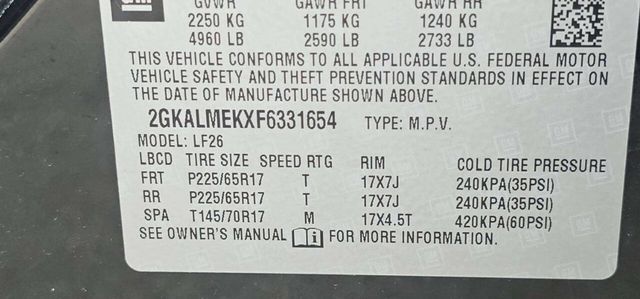 GM
GVWR GAWR FRT GAWR RR
2250 KG 1175 KG 1240 KG
4960 LB 2590 LB 2733 LB
THIS VEHICLE CONFORMS TO ALL APPLICABLE U.S. FEDERAL MOTOR
VEHICLE SAFETY AND THEFT PREVENTION STANDARDS IN EFFECT ON
THE DATE OF MANUFACTURE SHOWN ABOVE.
2GKALMEKXF6331654 TYPE: M.P.V.
MODEL: LF26
LBCD TIRE SIZE SPEED RTG RIM COLD TIRE PRESSURE
FRT P225/65R17 T 17X7J 240KPA(35PSI)
RR P225/65R17 T 17X7J 240KPA(35PSI)
SPA T145/70R17 M 17X4.5T 420KPA(60PSI)
SEE OWNER'S MANUAL i FOR MORE INFORMATION.